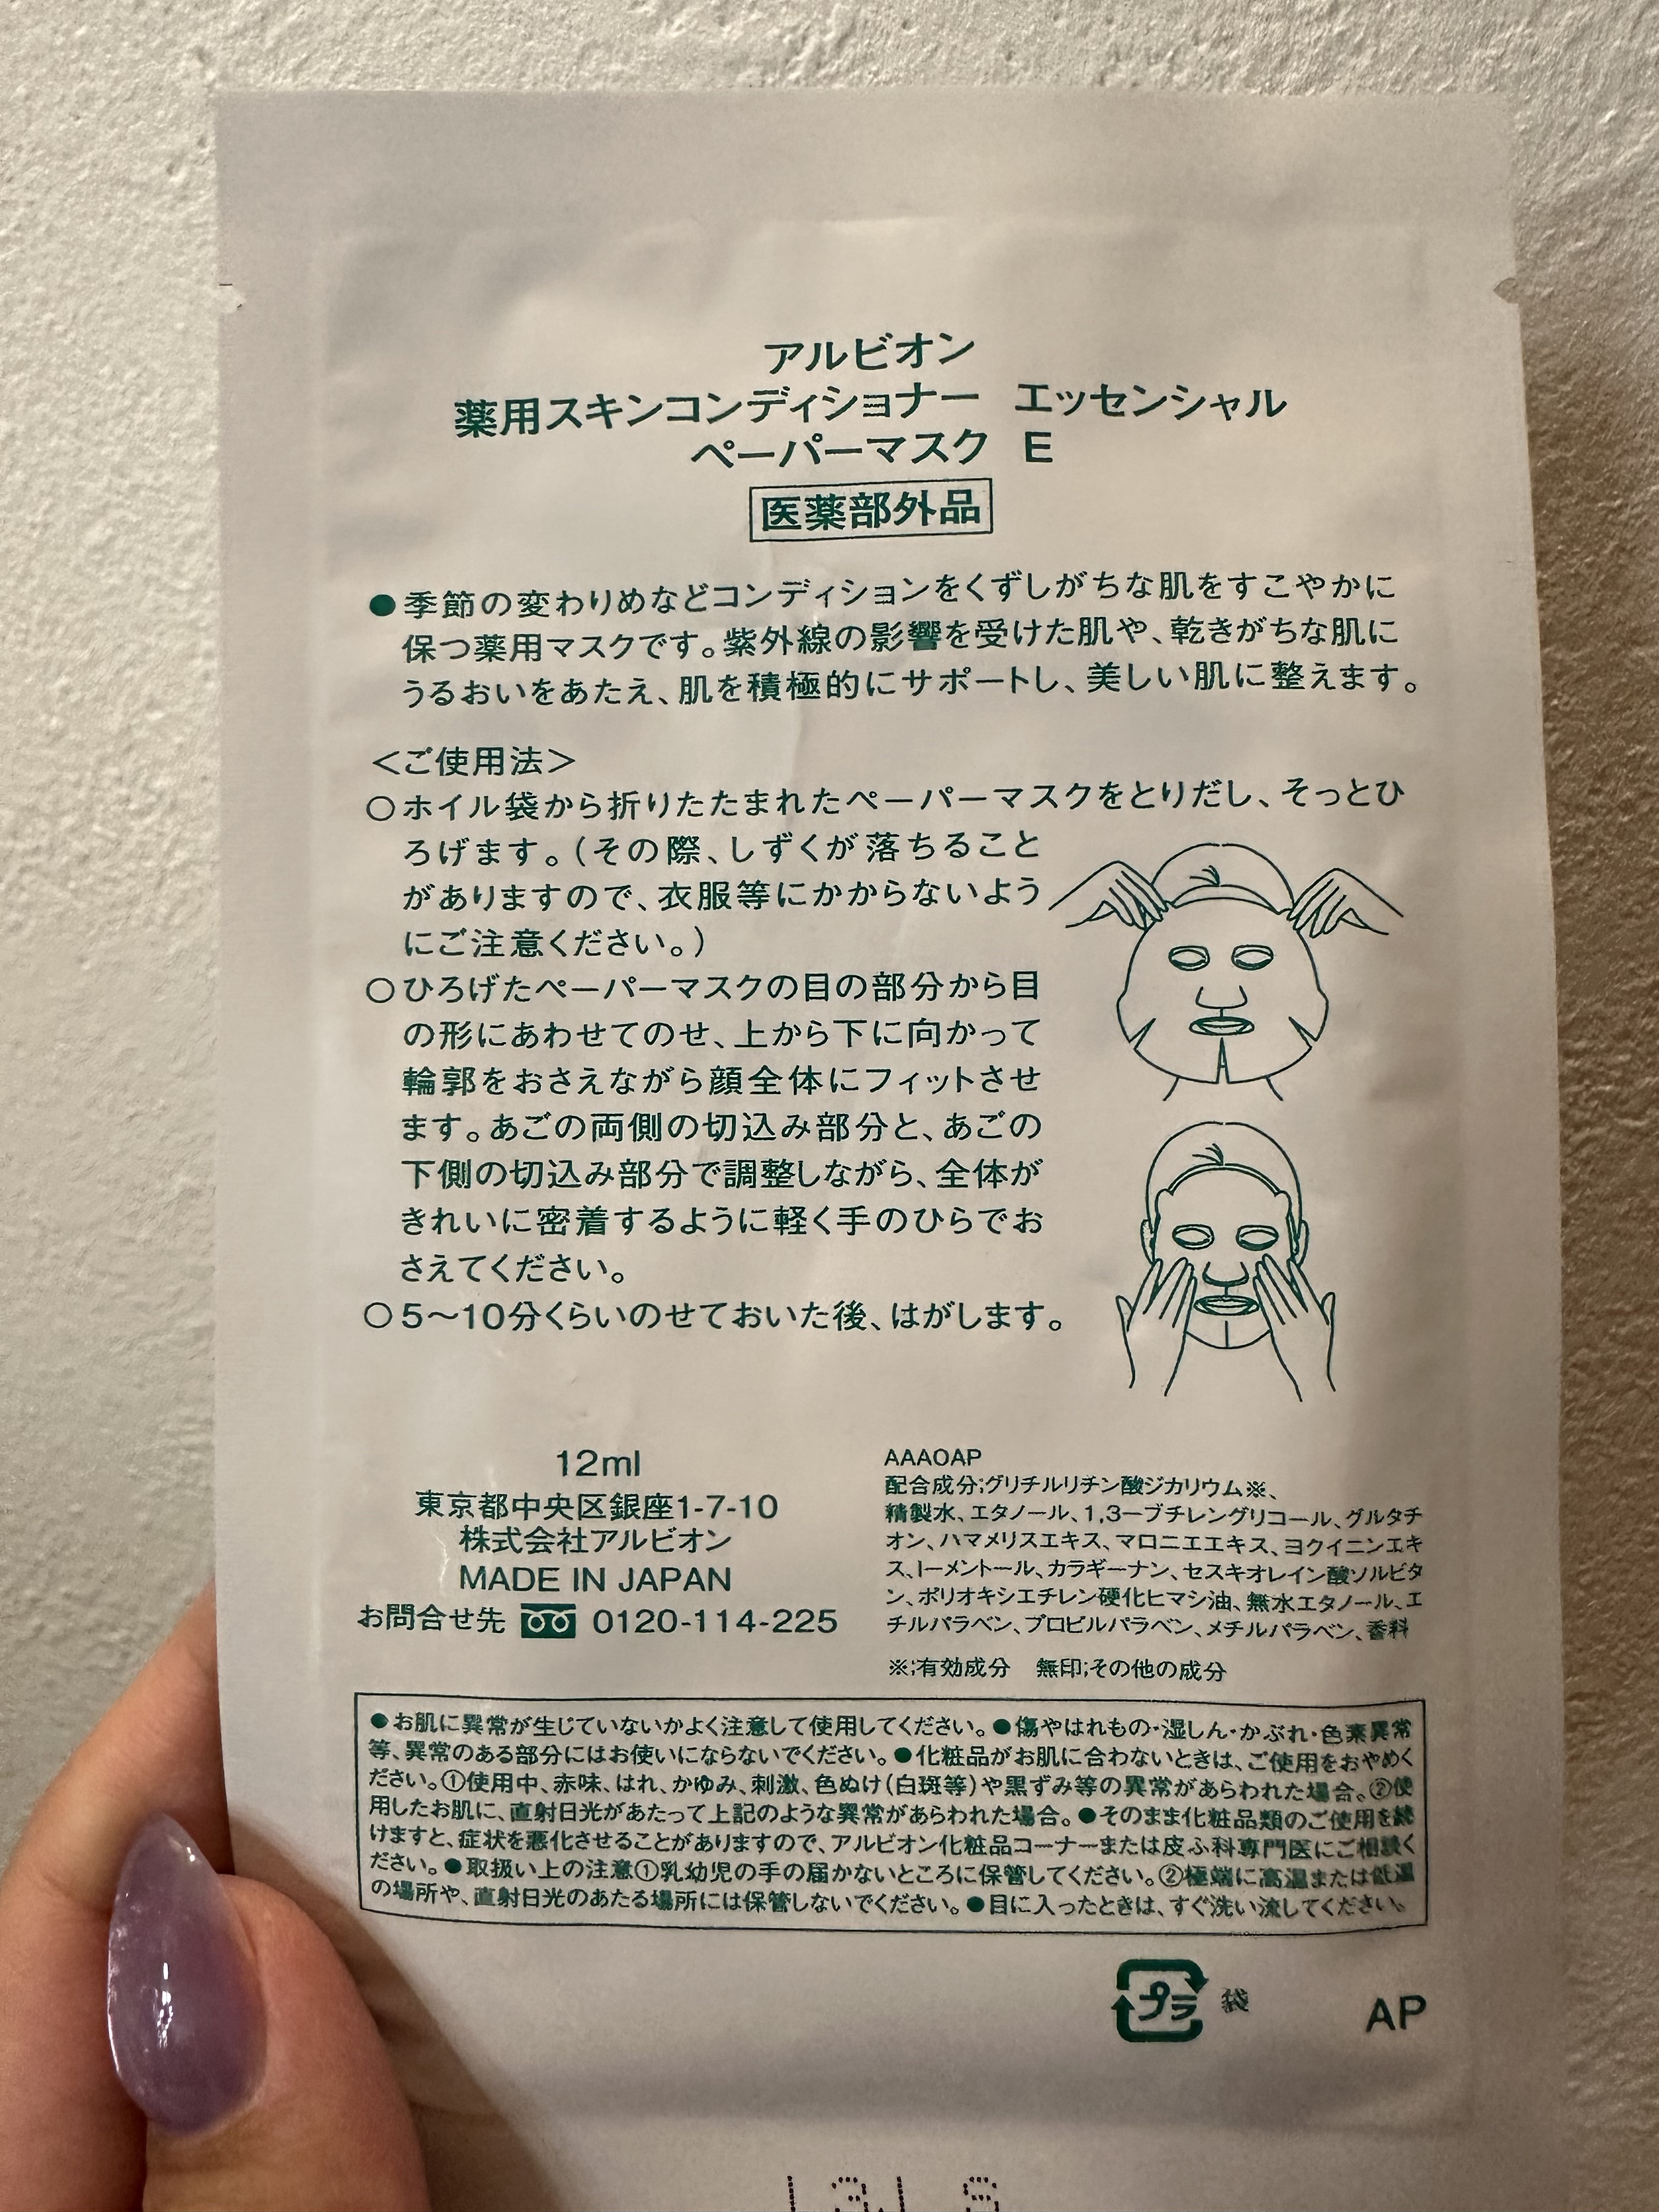 アルビオン
薬用スキンコンディショナー エッセンシャル
ペーパーマスク E
医薬部外品
●季節の変わりめなどコンディションをくずしがちな肌をすこやかに
保つ薬用マスクです。紫外線の影響を受けた肌や、乾きがちな肌に
うるおいをあたえ、肌を積極的にサポートし、美しい肌に整えます。
＜ご使用法＞
○ホイル袋から折りたたまれたペーパーマスクをとりだし、そっとひ
ろげます。(その際、しずくが落ちること
がありますので、衣服等にかからないよう
にご注意ください。)
○ひろげたペーパーマスクの目の部分から目
の形にあわせてのせ、上から下に向かって
輪郭をおさえながら顔全体にフィットさせ
ます。あごの両側の切込み部分と、あごの
下側の切込み部分で調整しながら、全体が
きれいに密着するように軽く手のひらでお
さえてください。
○5〜10分くらいのせておいた後、はがします。
12ml
東京都中央区銀座1-7-10
株式会社アルビオン
MADE IN JAPAN
お問合せ先 0120-114-225
AAAOAP
配合成分;グリチルリチン酸ジカリウム※、
精製水、エタノール、1,3−ブチレングリコール、グルタチ
オン、ハマメリスエキス、マロニエエキス、ヨクイニンエキ
ス、l−メントール、カラギーナン、セスキオレイン酸ソルビタ
ン、ポリオキシエチレン硬化ヒマシ油、無水エタノール、エ
チルパラベン、プロピルパラベン、メチルパラベン、香料
※;有効成分 無印;その他の成分
●お肌に異常が生じていないかよく注意して使用してください。●傷やはれもの・湿しん・かぶれ・色素異常
等、異常のある部分にはお使いにならないでください。●化粧品がお肌に合わないときは、ご使用をおやめく
ださい。①使用中、赤味、はれ、かゆみ、刺激、色ぬけ(白斑等)や黒ずみ等の異常があらわれた場合。②使
用したお肌に、直射日光があたって上記のような異常があらわれた場合。●そのまま化粧品類のご使用を続
けますと、症状を悪化させることがありますので、アルビオン化粧品コーナーまたは皮ふ科専門医にご相談く
ださい。●取扱い上の注意①乳幼児の手の届かないところに保管してください。②極端に高温または低温
の場所や、直射日光のあたる場所には保管しないでください。●目に入ったときは、すぐ洗い流してください。
プラ 袋
AP